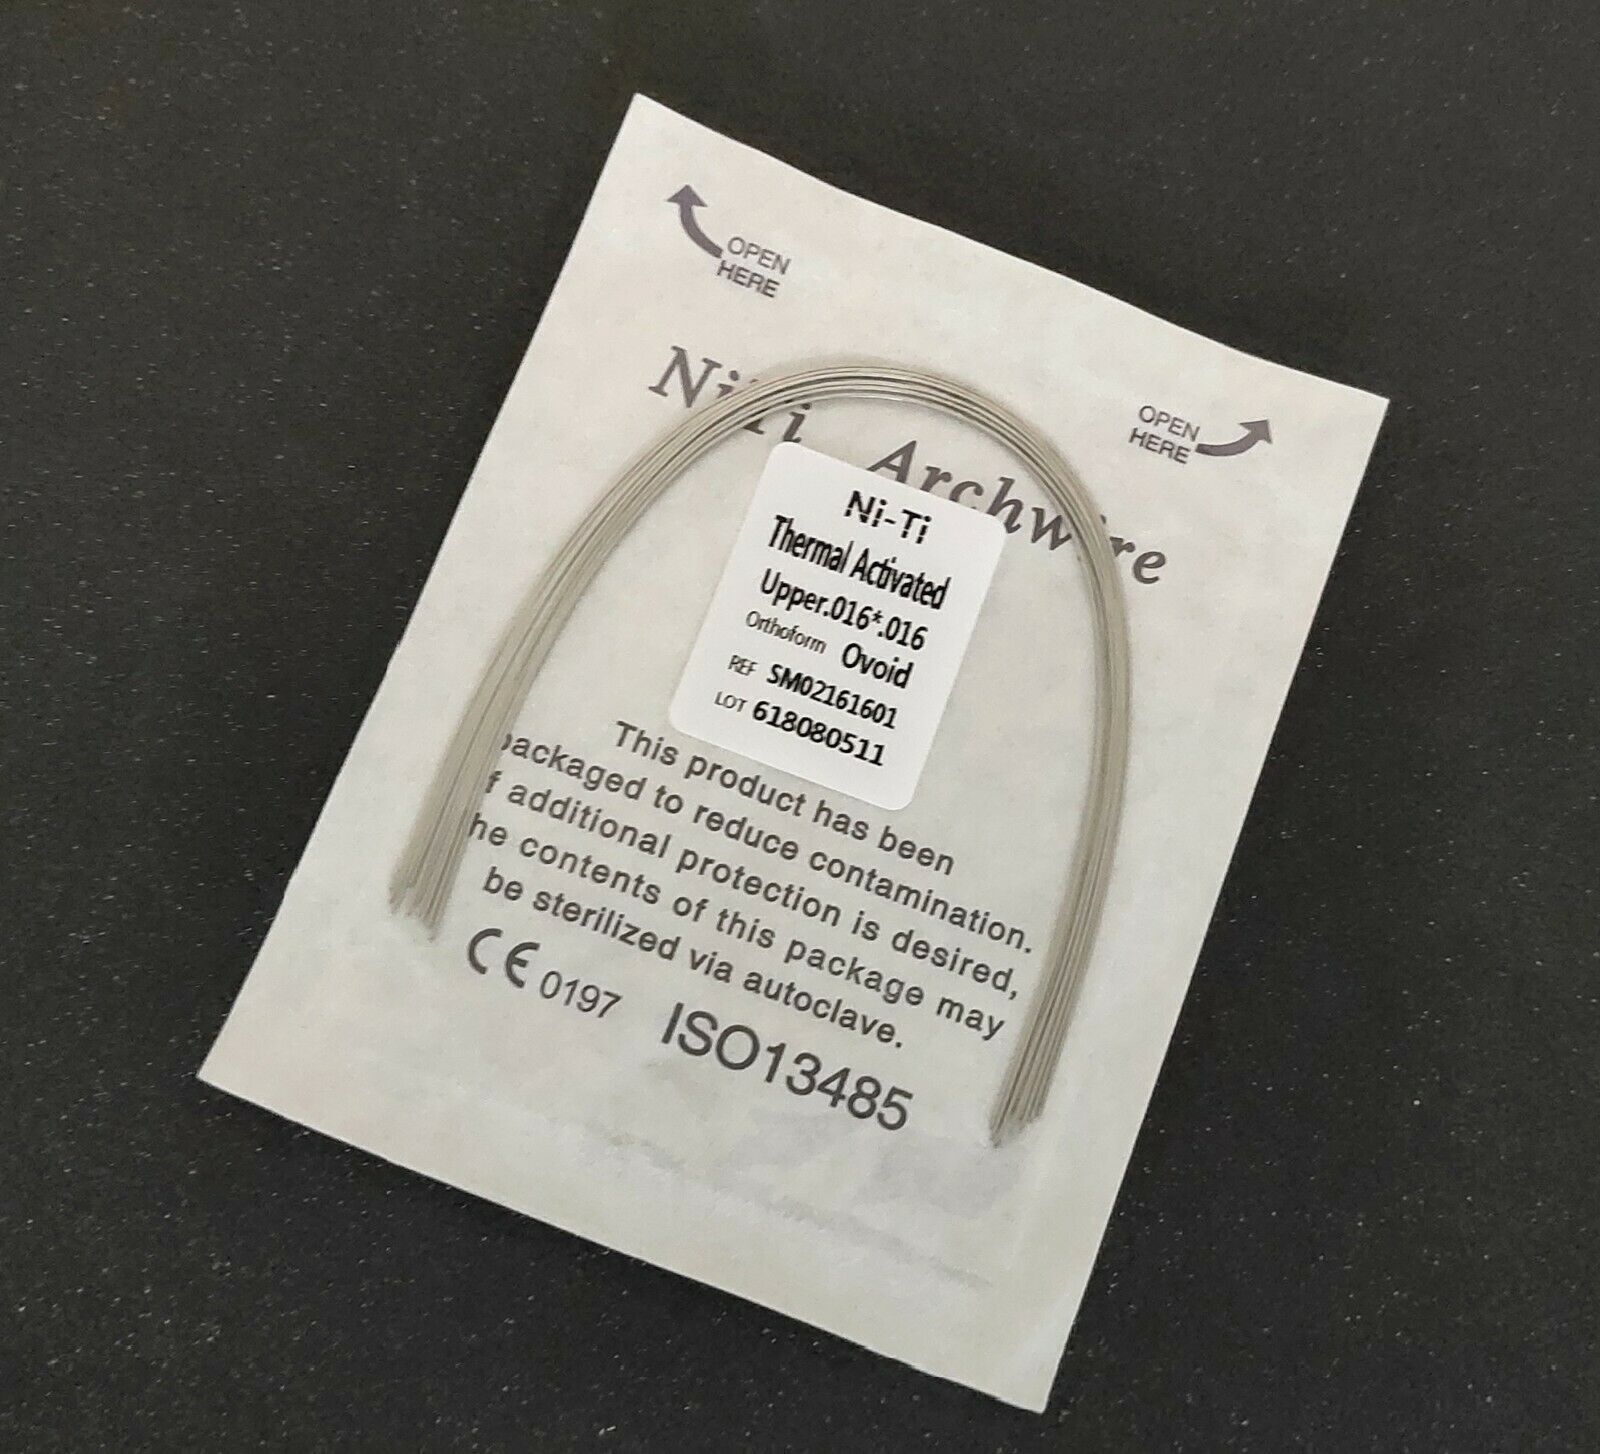 OPEN
HERE
OPEN
HERE
NiTi Archwire
Ni-Ti
Thermal Activated
Upper.016*.016
Orthoform Ovoid
REF SM02161601
LOT 618080511
This product has been
packaged to reduce contamination.
f additional protection is desired,
he contents of this package may
be sterilized via autoclave.
CE 0197 ISO13485